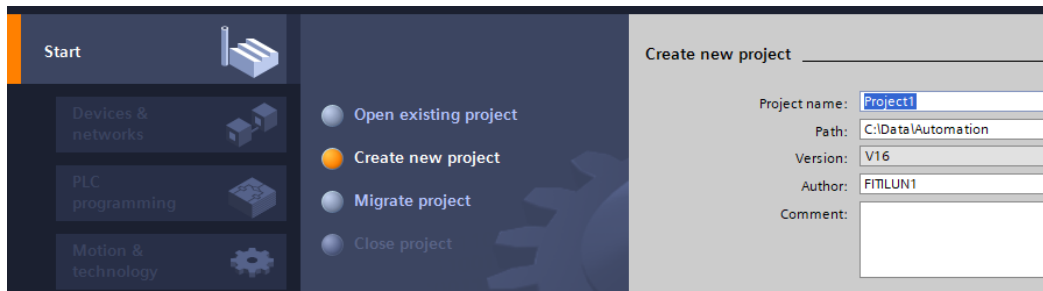 Start
Devices &
networks
PLC
programming
Motion &
technology
Open existing project
Create new project
Migrate project
Close project
Create new project
Project name: Project1
Path: C:\Data\Automation
Version: V16
Author: FITILUN1
Comment: